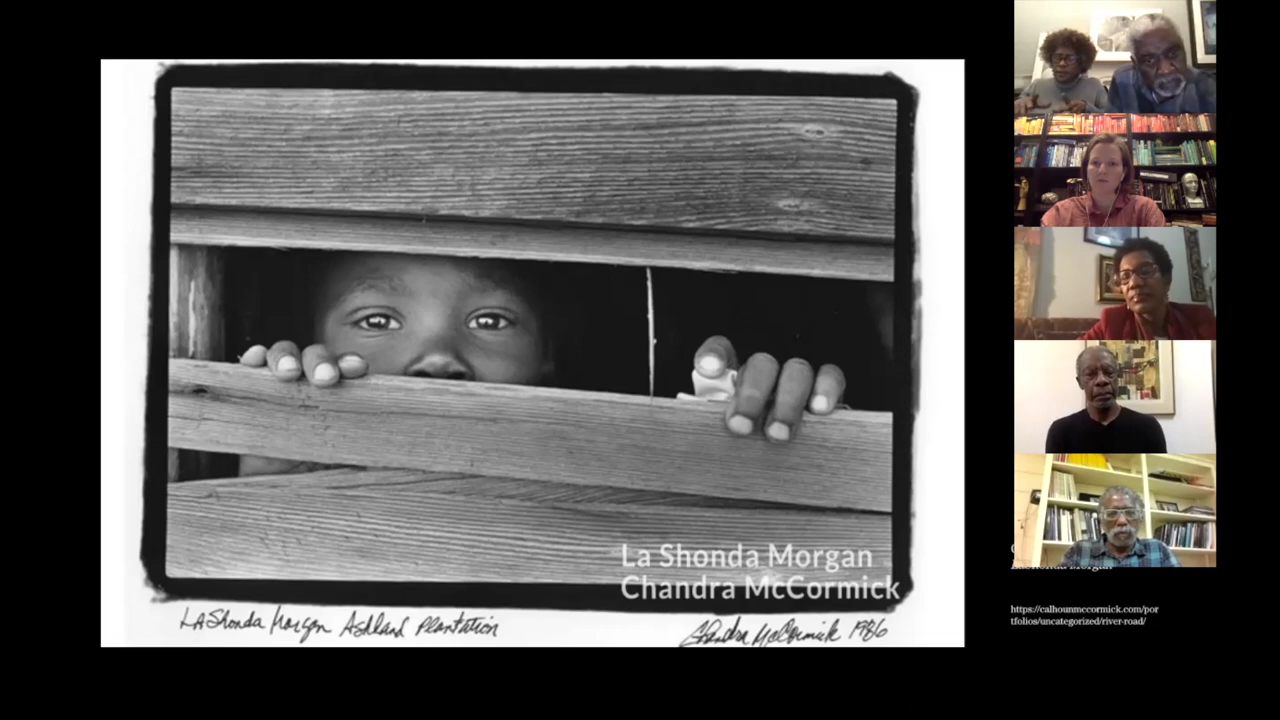 La Shonda Morgan
Chandra McCormick
LaShonda Morgan Ashland Plantation
Chandra McCormick 1986
https://calhounmccormick.com/por
tfolios/uncategorized/river-road/